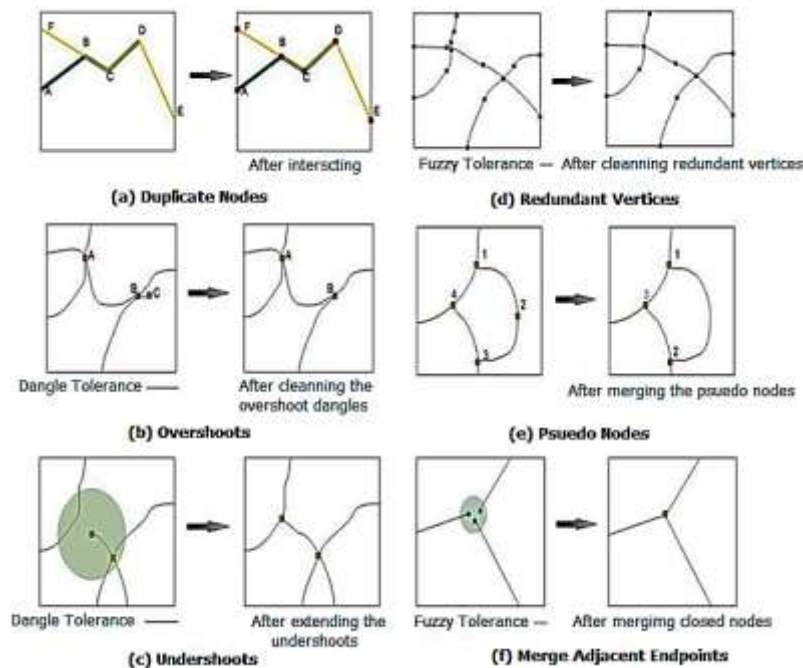 F
D
B
C
A
E
F
D
B
C
A
E
After interscting
(a) Duplicate Nodes
Fuzzy Tolerance — After cleanning redundant vertices
(d) Redundant Vertices
A
B
C
A
B
Dangle Tolerance —
After cleanning the
overshoot dangles
(b) Overshoots
1
4
2
3
1
3
2
After merging the psuedo nodes
(e) Psuedo Nodes
Dangle Tolerance —
After extending the
undershoots
(c) Undershoots
Fuzzy Tolerance —
After mergimg closed nodes
(f) Merge Adjacent Endpoints